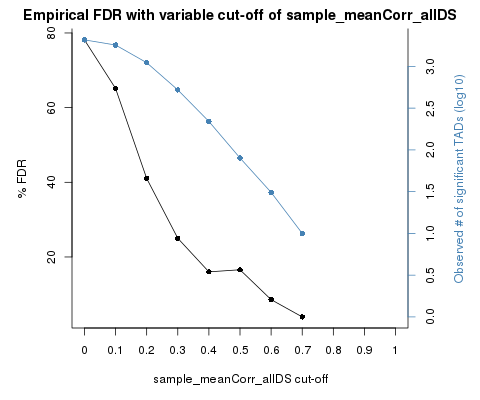 Empirical FDR with variable cut-off of sample_meanCorr_allDS
80
60
40
20
% FDR
3.0
2.5
2.0
1.5
1.0
0.5
0.0
Observed # of significant TADs (log10)
0 0.1 0.2 0.3 0.4 0.5 0.6 0.7 0.8 0.9 1
sample_meanCorr_allDS cut-off